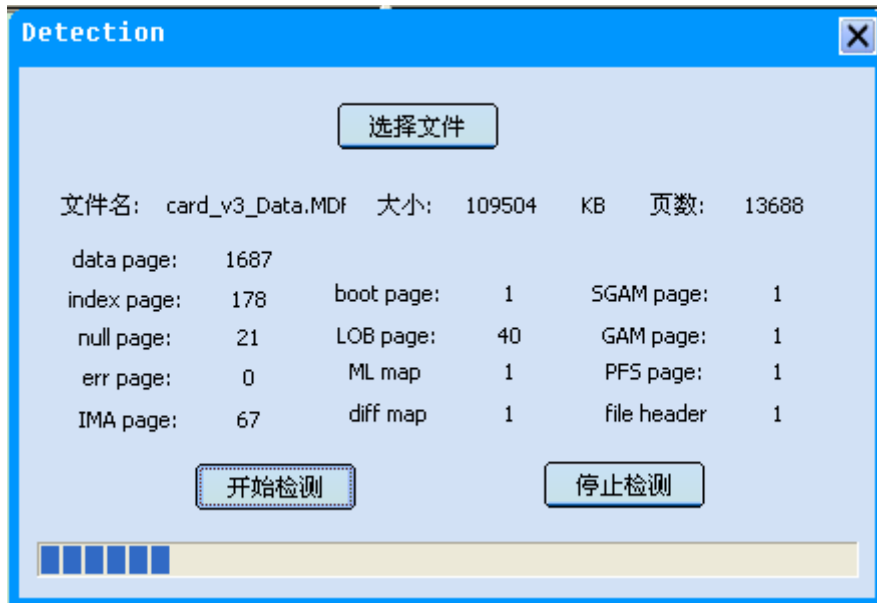 Detection
选择文件
文件名: card_v3_Data.MDF 大小: 109504 KB 页数: 13688
data page: 1687
index page: 178 boot page: 1 SGAM page: 1
null page: 21 LOB page: 40 GAM page: 1
err page: 0 ML map 1 PFS page: 1
IMA page: 67 diff map 1 file header 1
开始检测 停止检测